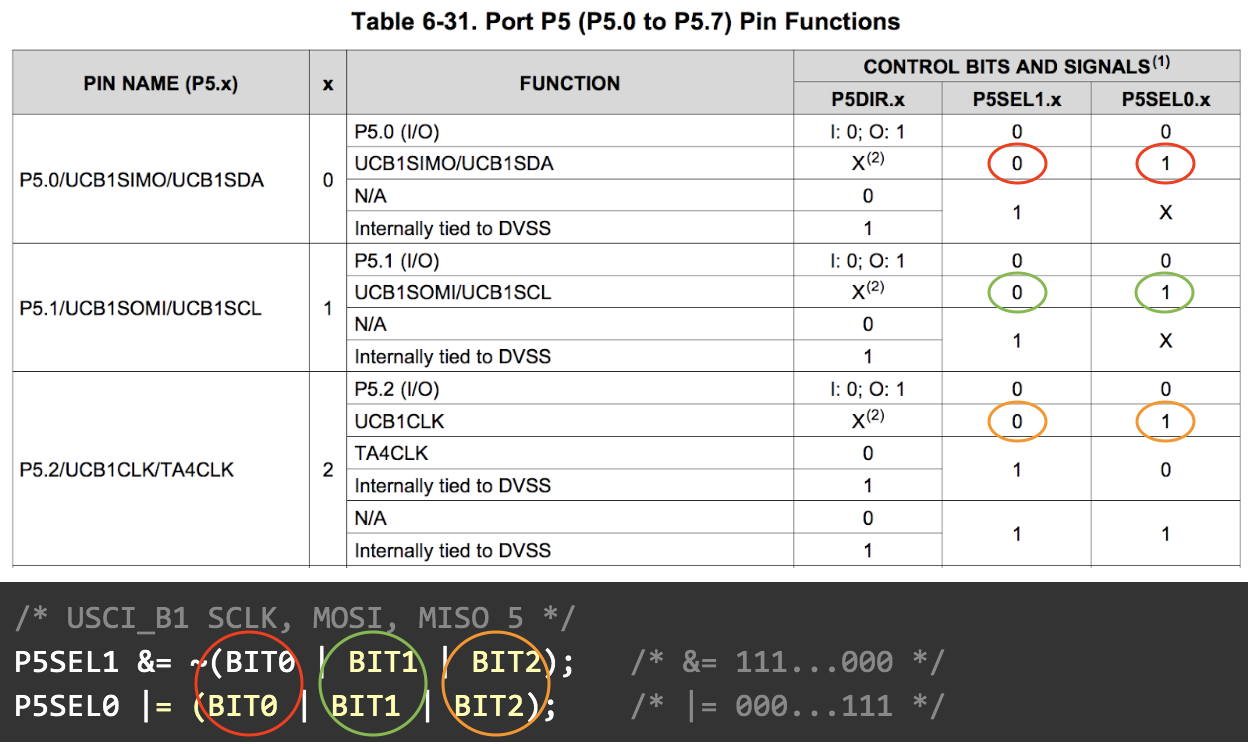 Table 6-31. Port P5 (P5.0 to P5.7) Pin Functions
PIN NAME (P5.x) x FUNCTION CONTROL BITS AND SIGNALS(1)
P5DIR.x P5SEL1.x P5SEL0.x
P5.0/UCB1SIMO/UCB1SDA 0
P5.0 (I/O) I: 0; O: 1 0 0
UCB1SIMO/UCB1SDA X(2) 0 1
N/A 0 1 X
Internally tied to DVSS 1
P5.1/UCB1SOMI/UCB1SCL 1
P5.1 (I/O) I: 0; O: 1 0 0
UCB1SOMI/UCB1SCL X(2) 0 1
N/A 0 1 X
Internally tied to DVSS 1
P5.2/UCB1CLK/TA4CLK 2
P5.2 (I/O) I: 0; O: 1 0 0
UCB1CLK X(2) 0 1
TA4CLK 0 1 0
Internally tied to DVSS 1
N/A 0 1 1
Internally tied to DVSS 1
/* USCI_B1 SCLK, MOSI, MISO 5 */
P5SEL1 &= ~(BIT0 | BIT1 | BIT2); /* &= 111...000 */
P5SEL0 |= (BIT0 | BIT1 | BIT2); /* |= 000...111 */